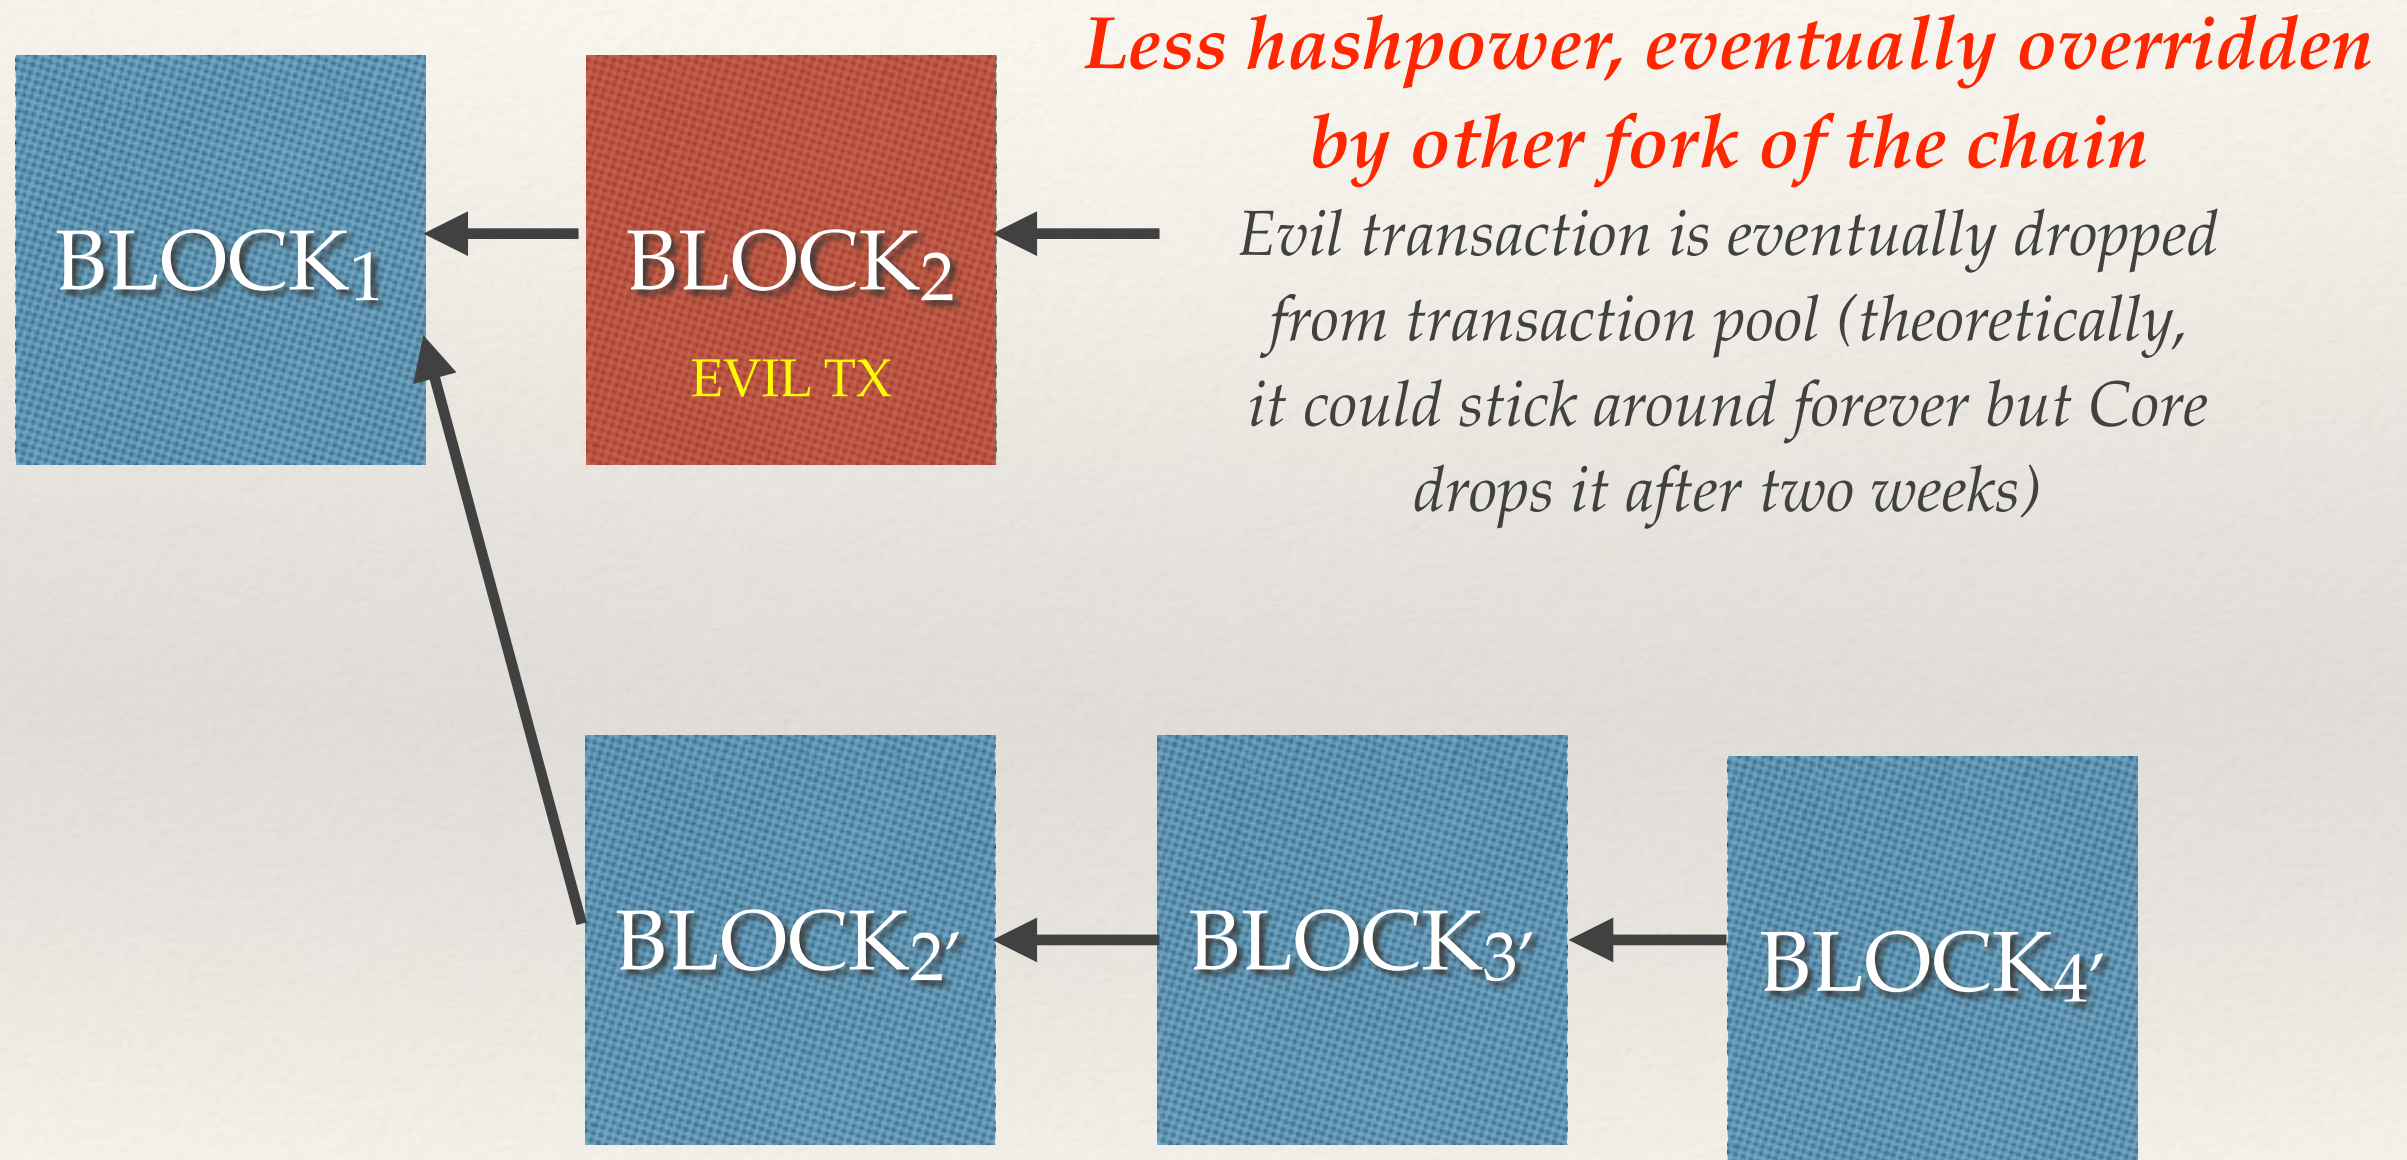 Less hashpower, eventually overridden
by other fork of the chain
BLOCK1
BLOCK2
EVIL TX
Evil transaction is eventually dropped
from transaction pool (theoretically,
it could stick around forever but Core
drops it after two weeks)
BLOCK2′
BLOCK3′
BLOCK4′